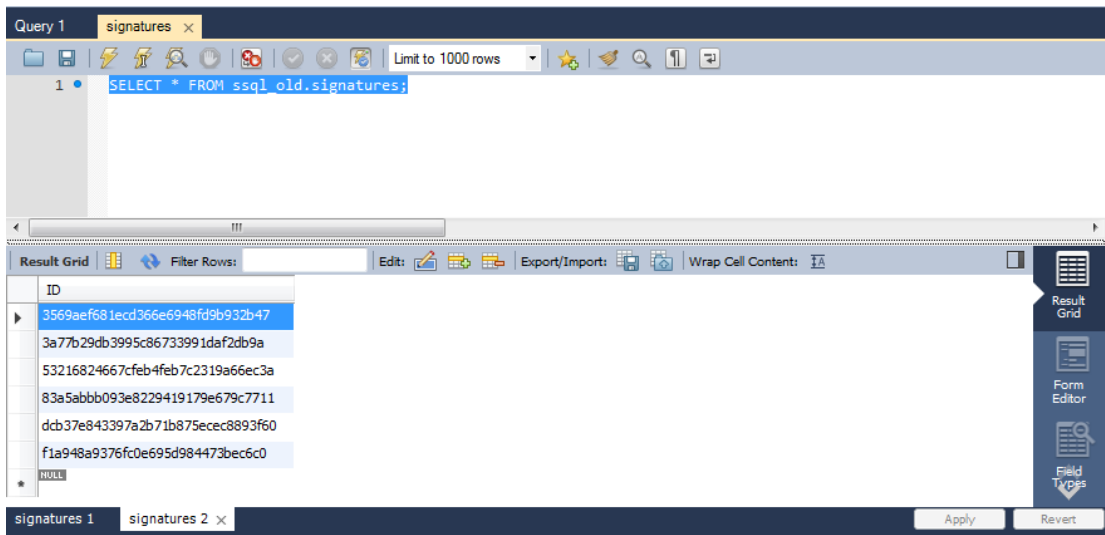 Query 1 signatures
Limit to 1000 rows
1 SELECT * FROM ssql_old.signatures;
Result Grid Filter Rows: Edit: Export/Import: Wrap Cell Content:
ID
3569aef681ecd366e6948fd9b932b47
3a77b29db3995c86733991daf2db9a
53216824667cfeb4feb7c2319a66ec3a
83a5abbb093e8229419179e679c7711
dcb37e843397a2b71b875ecec8893f60
f1a948a9376fc0e695d984473bec6c0
NULL
Result
Grid
Form
Editor
Field
Types
signatures 1 signatures 2 Apply Revert